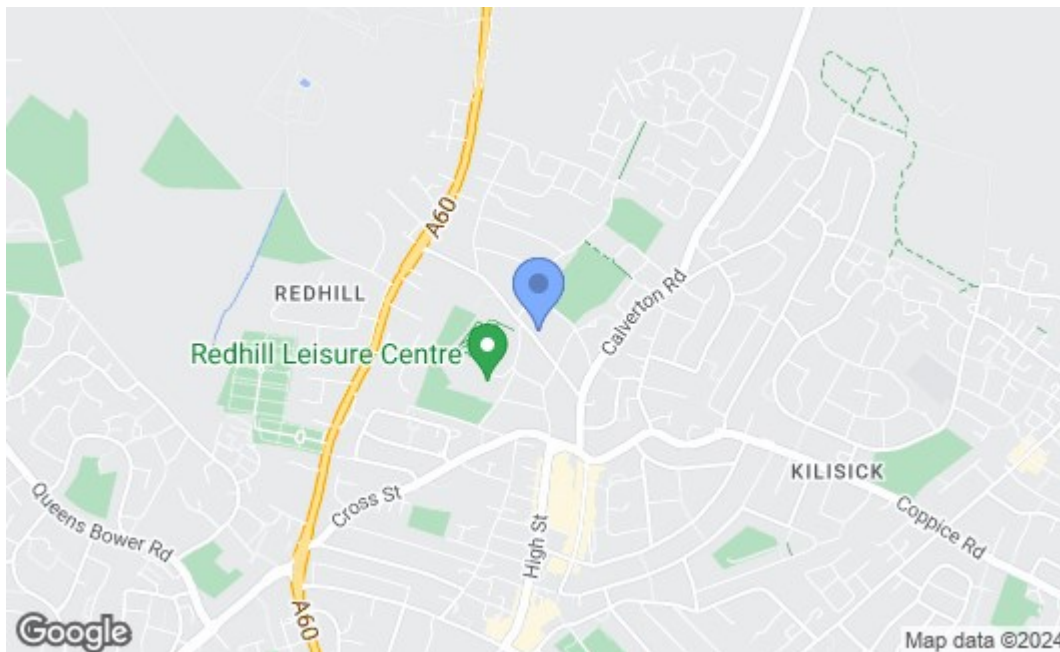 A60
REDHILL
Calverton Rd
Redhill Leisure Centre
KILISICK
Queens Bower Rd
Cross St
High St
Coppice Rd
A60
Google
Map data ©2024